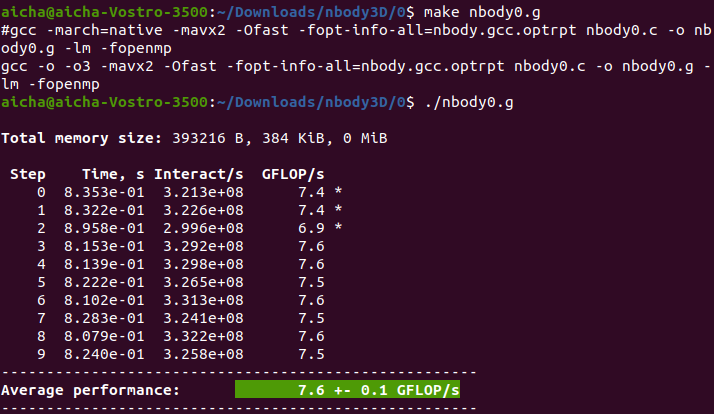 aicha@aicha-Vostro-3500:~/Downloads/nbody3D/0$ make nbody0.g
#gcc -march=native -mavx2 -Ofast -fopt-info-all=nbody.gcc.optrpt nbody0.c -o nb
ody0.g -lm -fopenmp
gcc -o -o3 -mavx2 -Ofast -fopt-info-all=nbody.gcc.optrpt nbody0.c -o nbody0.g -
lm -fopenmp
aicha@aicha-Vostro-3500:~/Downloads/nbody3D/0$ ./nbody0.g
Total memory size: 393216 B, 384 KiB, 0 MiB
Step Time, s Interact/s GFLOP/s
0 8.353e-01 3.213e+08 7.4 *
1 8.322e-01 3.226e+08 7.4 *
2 8.958e-01 2.996e+08 6.9 *
3 8.153e-01 3.292e+08 7.6
4 8.139e-01 3.298e+08 7.6
5 8.222e-01 3.265e+08 7.5
6 8.102e-01 3.313e+08 7.6
7 8.283e-01 3.241e+08 7.5
8 8.079e-01 3.322e+08 7.6
9 8.240e-01 3.258e+08 7.5
-----------------------------------------------------
Average performance: 7.6 +- 0.1 GFLOP/s
-----------------------------------------------------